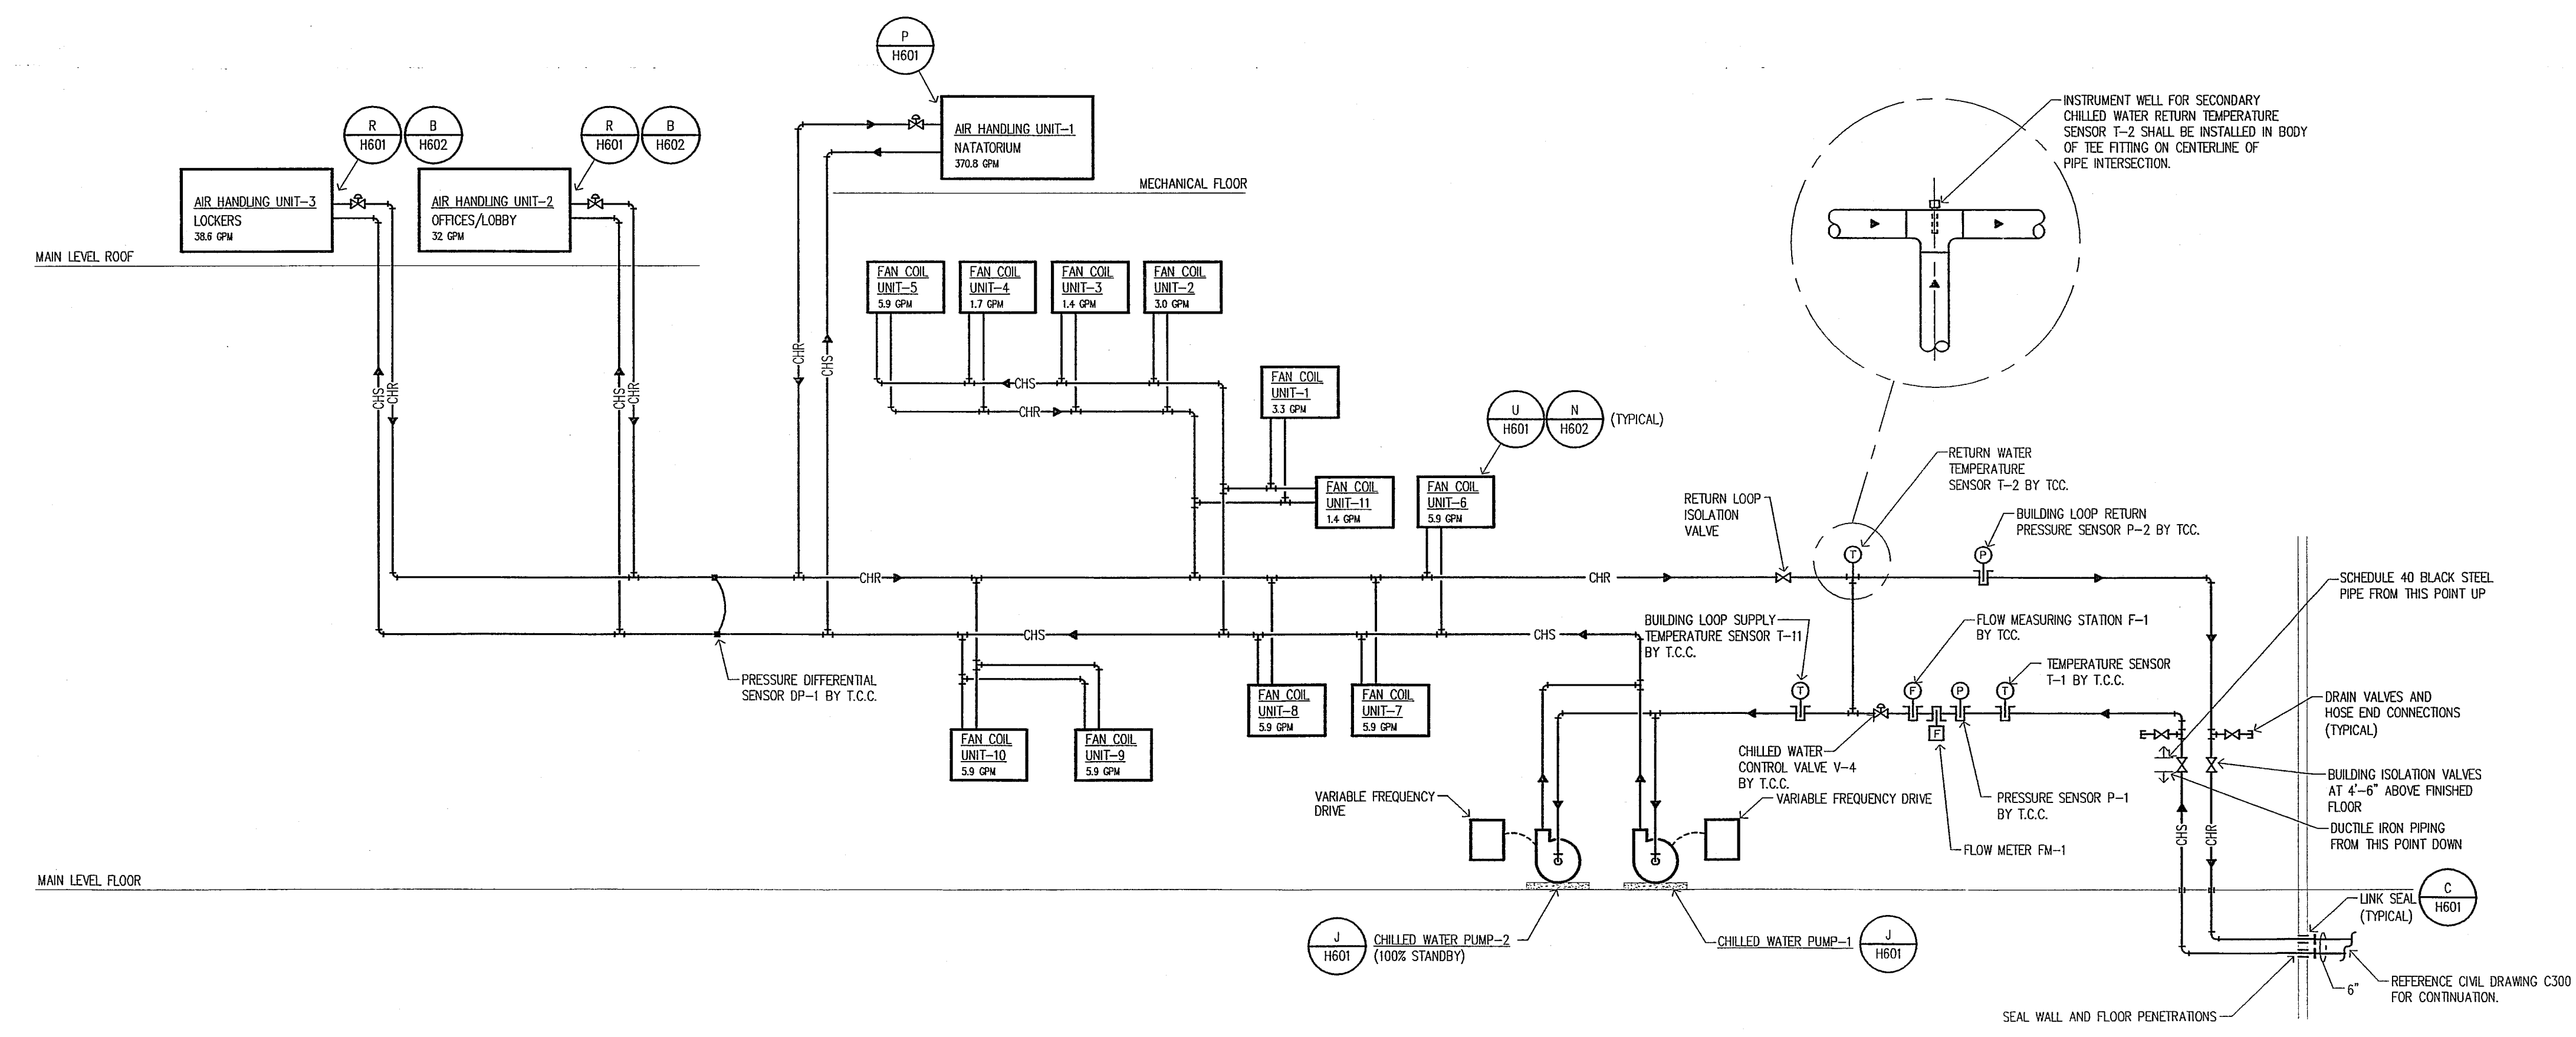 P
H601
AIR HANDLING UNIT-1
NATATORIUM
370.8 GPM
MECHANICAL FLOOR
R
H601
B
H602
R
H601
B
H602
AIR HANDLING UNIT-3
LOCKERS
38.6 GPM
AIR HANDLING UNIT-2
OFFICES/LOBBY
32 GPM
MAIN LEVEL ROOF
INSTRUMENT WELL FOR SECONDARY
CHILLED WATER RETURN TEMPERATURE
SENSOR T-2 SHALL BE INSTALLED IN BODY
OF TEE FITTING ON CENTERLINE OF
PIPE INTERSECTION.
FAN COIL
UNIT-5
5.9 GPM
FAN COIL
UNIT-4
1.7 GPM
FAN COIL
UNIT-3
1.4 GPM
FAN COIL
UNIT-2
3.0 GPM
CHS
CHR
CHS
CHR
CHR
CHS
CHS
CHR
FAN COIL
UNIT-1
3.3 GPM
FAN COIL
UNIT-11
1.4 GPM
U
H601
N
H602
(TYPICAL)
FAN COIL
UNIT-6
5.9 GPM
RETURN LOOP
ISOLATION
VALVE
RETURN WATER
TEMPERATURE
SENSOR T-2 BY TCC.
BUILDING LOOP RETURN
PRESSURE SENSOR P-2 BY TCC.
T
P
CHR
CHR
CHS
CHS
SCHEDULE 40 BLACK STEEL
PIPE FROM THIS POINT UP
BUILDING LOOP SUPPLY
TEMPERATURE SENSOR T-11
BY T.C.C.
FLOW MEASURING STATION F-1
BY TCC.
TEMPERATURE SENSOR
T-1 BY T.C.C.
PRESSURE DIFFERENTIAL
SENSOR DP-1 BY T.C.C.
T
F
P
T
F
FAN COIL
UNIT-8
5.9 GPM
FAN COIL
UNIT-7
5.9 GPM
FAN COIL
UNIT-10
5.9 GPM
FAN COIL
UNIT-9
5.9 GPM
DRAIN VALVES AND
HOSE END CONNECTIONS
(TYPICAL)
CHILLED WATER
CONTROL VALVE V-4
BY T.C.C.
VARIABLE FREQUENCY
DRIVE
VARIABLE FREQUENCY DRIVE
PRESSURE SENSOR P-1
BY T.C.C.
FLOW METER FM-1
BUILDING ISOLATION VALVES
AT 4'-6" ABOVE FINISHED
FLOOR
DUCTILE IRON PIPING
FROM THIS POINT DOWN
CHS
CHR
MAIN LEVEL FLOOR
J
H601
CHILLED WATER PUMP-2
(100% STANDBY)
CHILLED WATER PUMP-1
J
H601
LINK SEAL
(TYPICAL)
C
H601
6"
REFERENCE CIVIL DRAWING C300
FOR CONTINUATION.
SEAL WALL AND FLOOR PENETRATIONS